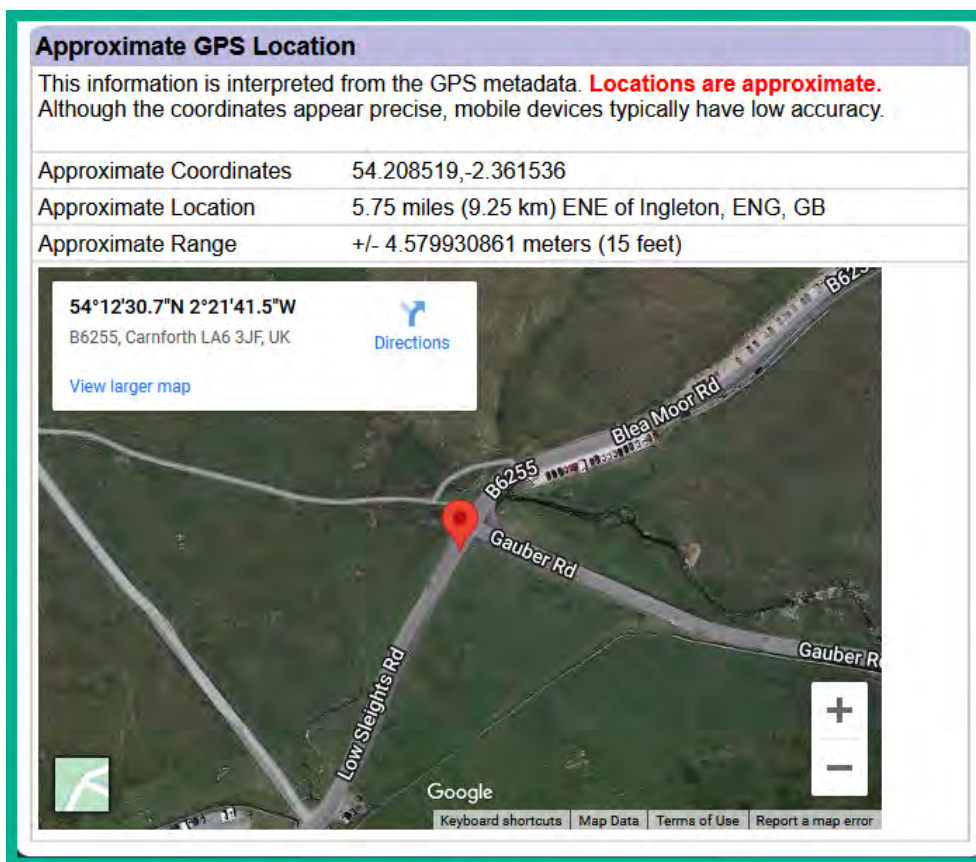 Approximate GPS Location
This information is interpreted from the GPS metadata. Locations are approximate.
Although the coordinates appear precise, mobile devices typically have low accuracy.
Approximate Coordinates 54.208519,-2.361536
Approximate Location 5.75 miles (9.25 km) ENE of Ingleton, ENG, GB
Approximate Range +/- 4.579930861 meters (15 feet)
54°12'30.7"N 2°21'41.5"W
B6255, Carnforth LA6 3JF, UK
Directions
View larger map
B6255
Blea Moor Rd
B6255
Gauber Rd
Gauber R
Low Sleights Rd
+
−
Google
Keyboard shortcuts Map Data Terms of Use Report a map error